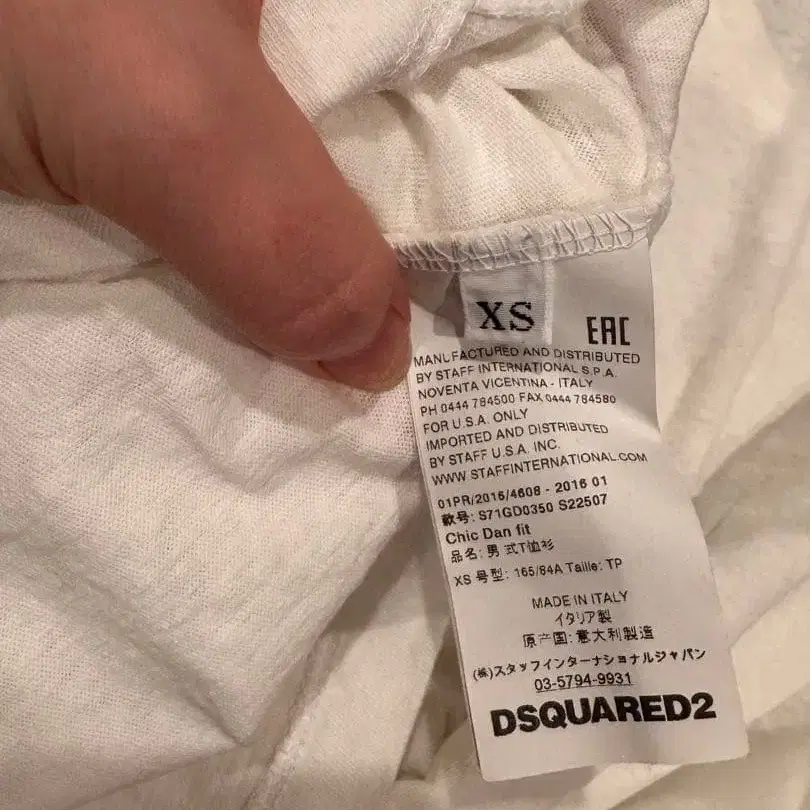 XS
EAC
MANUFACTURED AND DISTRIBUTED
BY STAFF INTERNATIONAL S.P.A.
NOVENTA VICENTINA - ITALY
PH 0444 784500 FAX 0444 784580
FOR U.S.A. ONLY
IMPORTED AND DISTRIBUTED
BY STAFF U.S.A. INC.
WWW.STAFFINTERNATIONAL.COM
01PR/2016/4608 - 2016 01
款号: S71GD0350 S22507
Chic Dan fit
品名: 男式T恤衫
XS 号型: 165/84A Taille: TP
MADE IN ITALY
イタリア製
原产国: 意大利製造
(株)スタッフインターナショナルジャパン
03-5794-9931
DSQUARED2